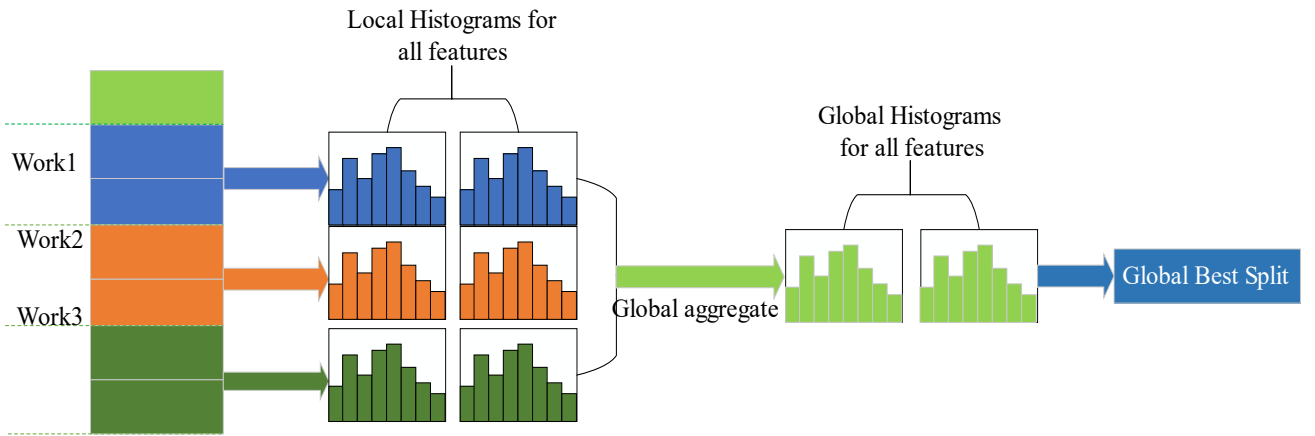 Local Histograms for
all features
Global Histograms
for all features
Work1
Work2
Work3
Global aggregate
Global Best Split